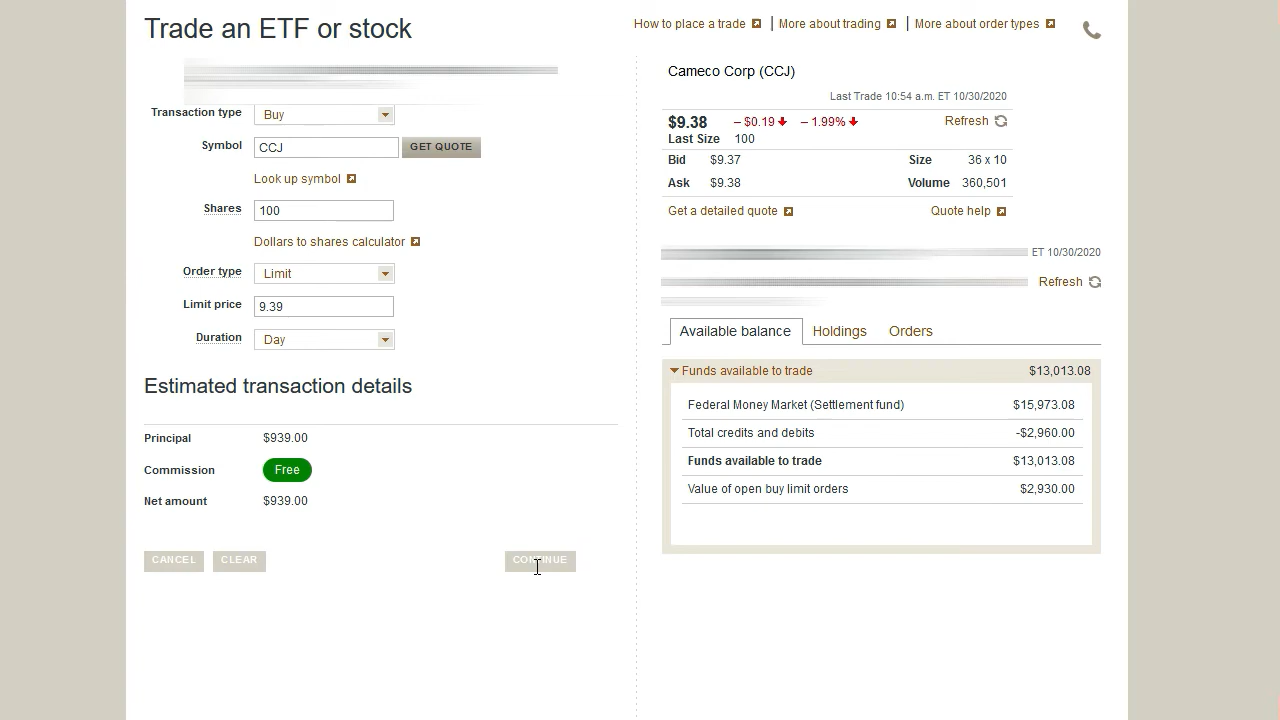 Trade an ETF or stock
How to place a trade | More about trading | More about order types
Transaction type Buy
Symbol CCJ GET QUOTE
Look up symbol
Shares 100
Dollars to shares calculator
Order type Limit
Limit price 9.39
Duration Day
Estimated transaction details
Principal $939.00
Commission Free
Net amount $939.00
CANCEL CLEAR CONTINUE
Cameco Corp (CCJ)
Last Trade 10:54 a.m. ET 10/30/2020
$9.38 – $0.19 – 1.99% Refresh
Last Size 100
Bid $9.37 Size 36 x 10
Ask $9.38 Volume 360,501
Get a detailed quote Quote help
ET 10/30/2020
Refresh
Available balance Holdings Orders
Funds available to trade $13,013.08
Federal Money Market (Settlement fund) $15,973.08
Total credits and debits -$2,960.00
Funds available to trade $13,013.08
Value of open buy limit orders $2,930.00